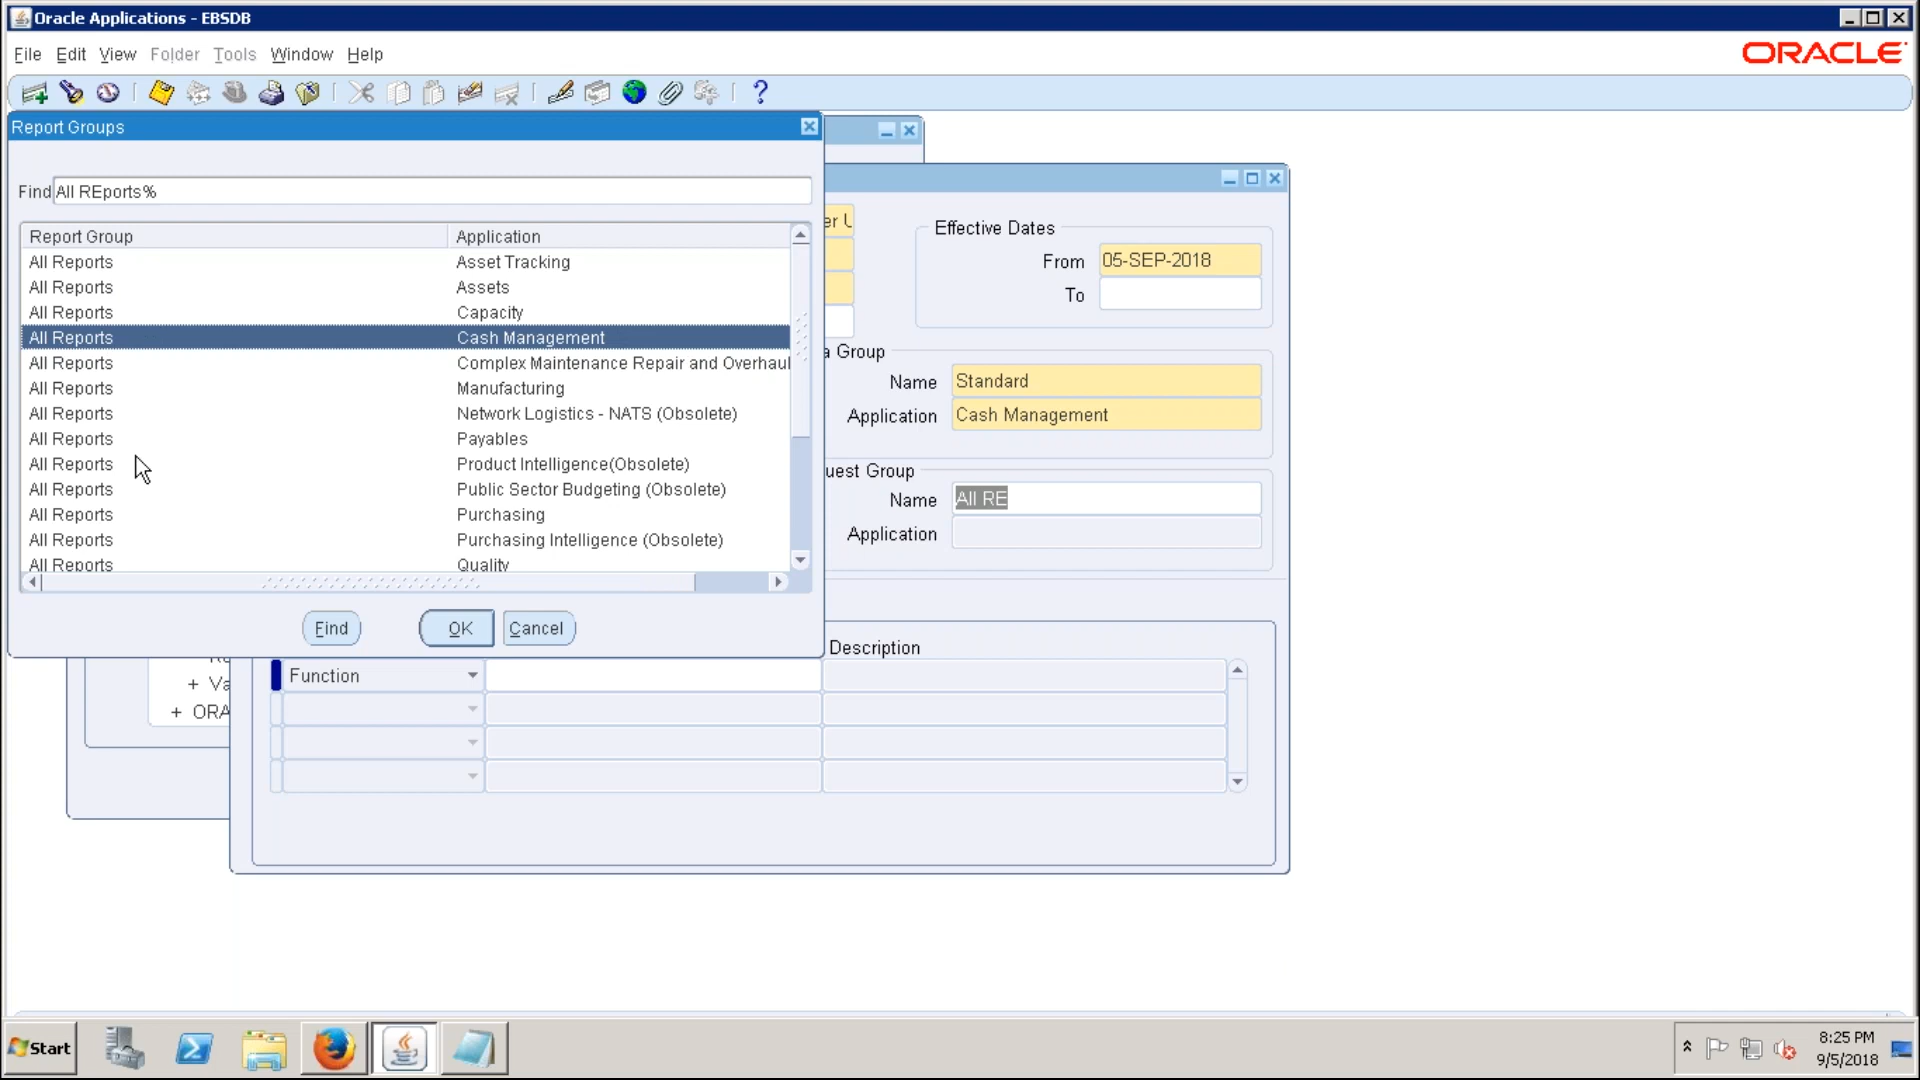 Oracle Applications - EBSDB
File Edit View Folder Tools Window Help
ORACLE
Report Groups
Find All REports%
Report Group Application
All Reports Asset Tracking
All Reports Assets
All Reports Capacity
All Reports Cash Management
All Reports Complex Maintenance Repair and Overhaul
All Reports Manufacturing
All Reports Network Logistics - NATS (Obsolete)
All Reports Payables
All Reports Product Intelligence(Obsolete)
All Reports Public Sector Budgeting (Obsolete)
All Reports Purchasing
All Reports Purchasing Intelligence (Obsolete)
All Reports Quality
Find OK Cancel
er U
Effective Dates
From 05-SEP-2018
To
a Group
Name Standard
Application Cash Management
uest Group
Name All RE
Application
Description
Function
+ Va
+ ORA
Start
8:25 PM
9/5/2018